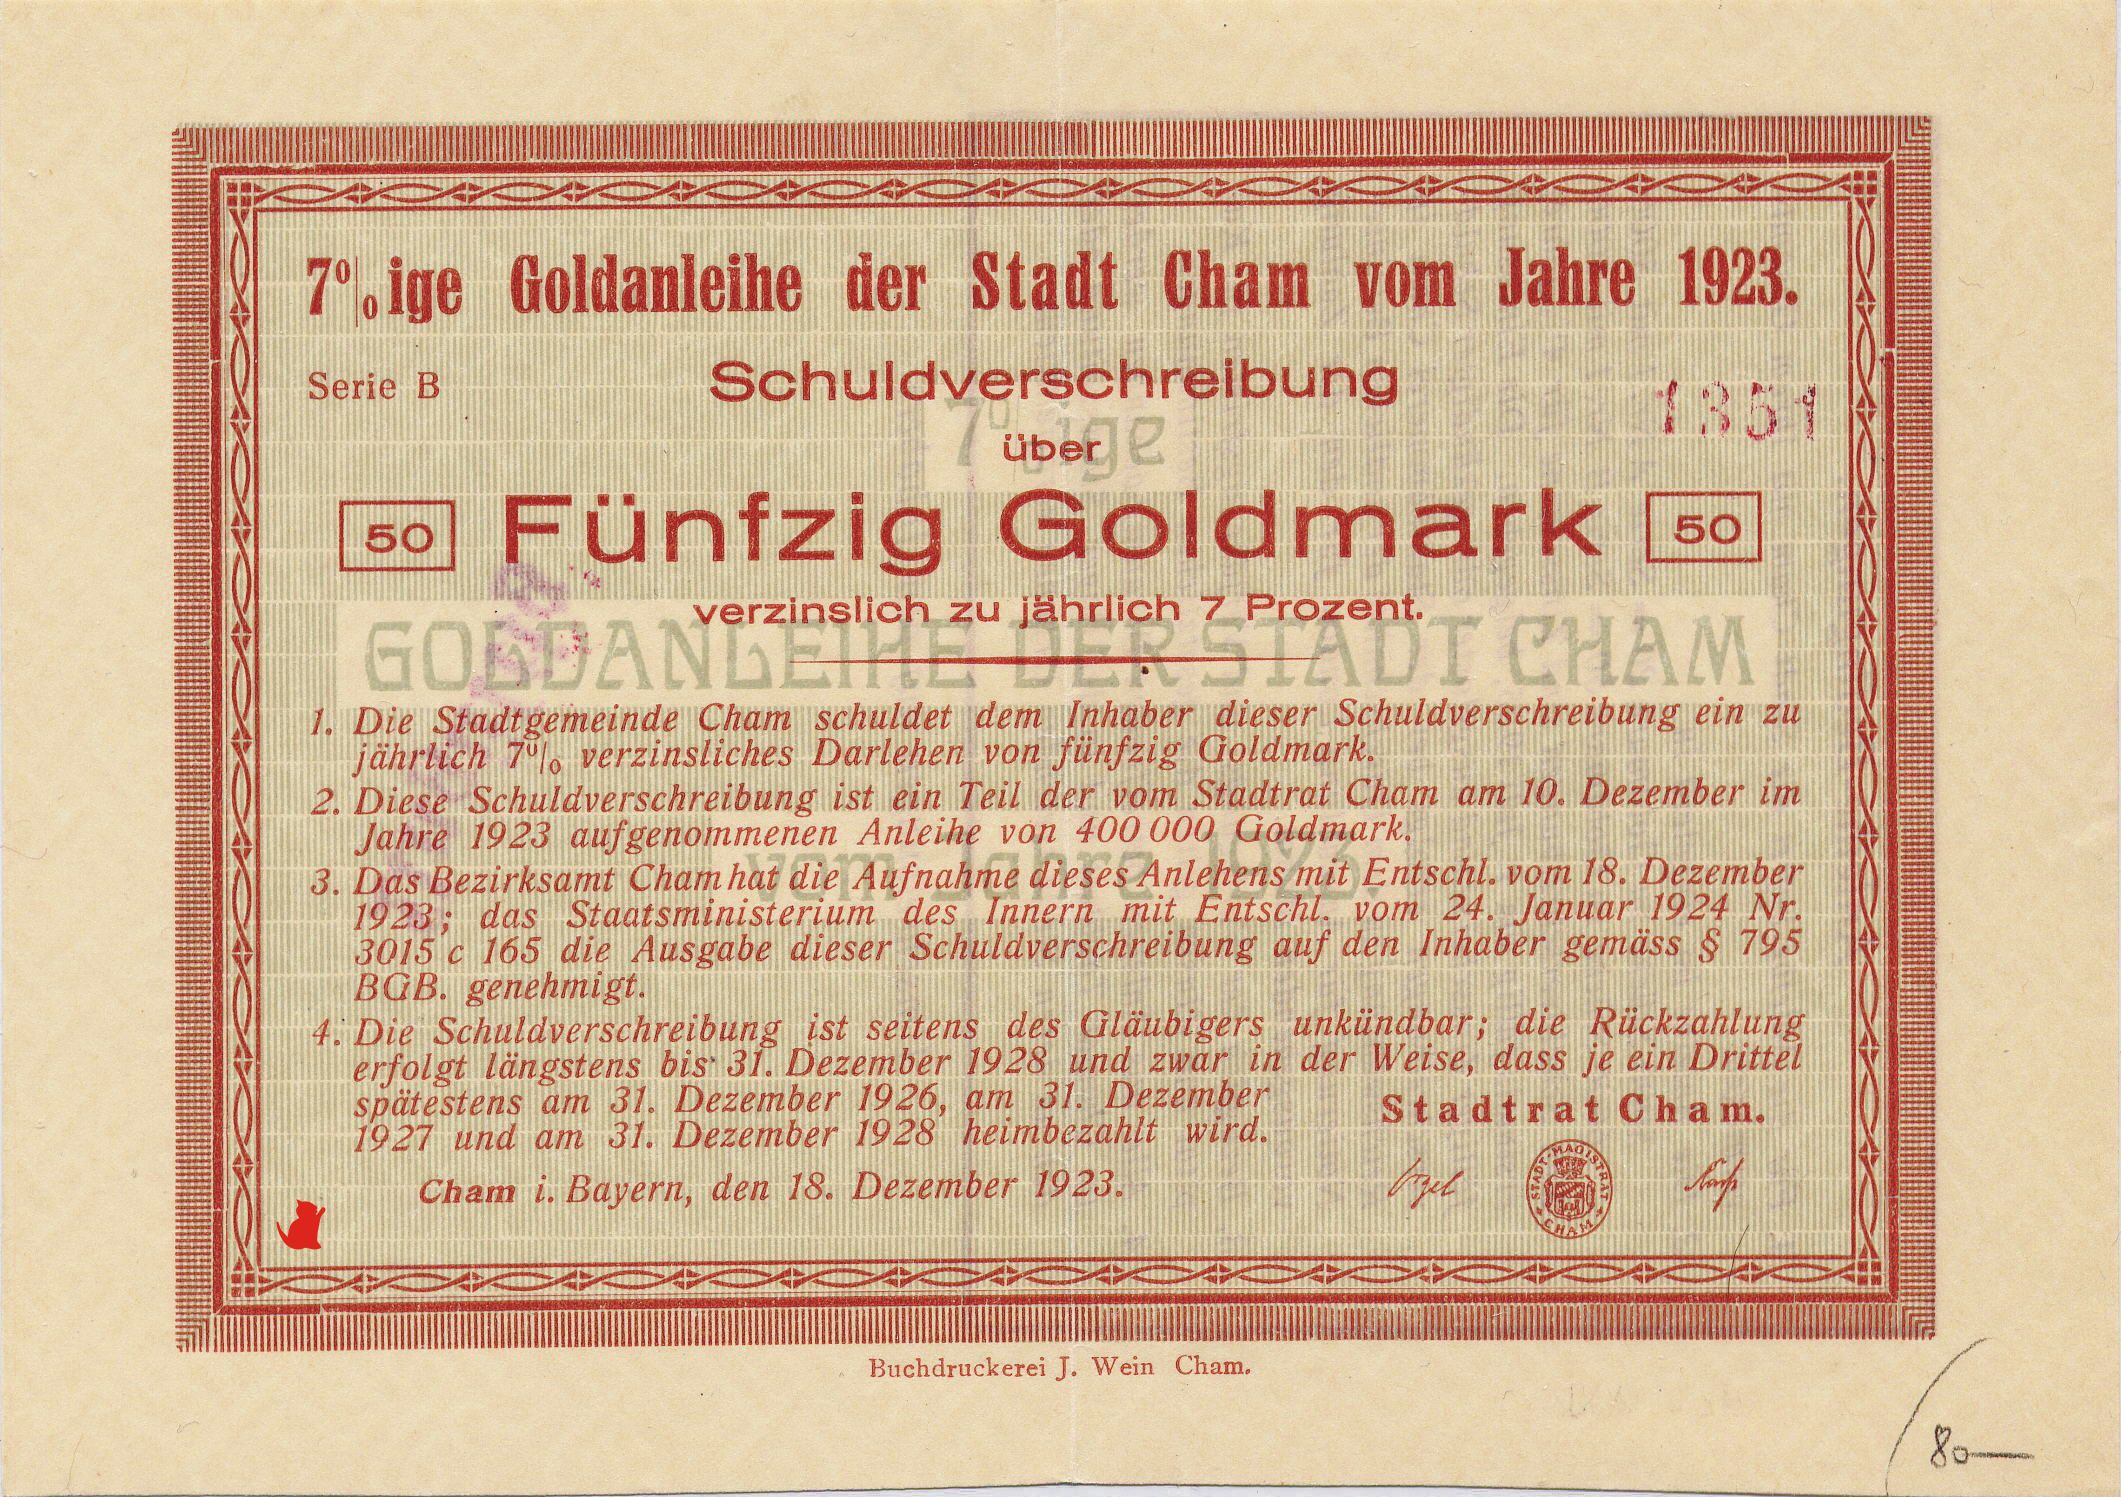 7% ige Goldanleihe der Stadt Cham vom Jahre 1923.
Serie B
Schuldverschreibung
1351
7% ige
über
50 Fünfzig Goldmark 50
verzinslich zu jährlich 7 Prozent.
GOLDANLEIHE DER STADT CHAM
1. Die Stadtgemeinde Cham schuldet dem Inhaber dieser Schuldverschreibung ein zu
jährlich 7% verzinsliches Darlehen von fünfzig Goldmark.
2. Diese Schuldverschreibung ist ein Teil der vom Stadtrat Cham am 10. Dezember im
Jahre 1923 aufgenommenen Anleihe von 400 000 Goldmark.
vom Jahre 1923.
3. Das Bezirksamt Cham hat die Aufnahme dieses Anlehens mit Entschl. vom 18. Dezember
1923; das Staatsministerium des Innern mit Entschl. vom 24. Januar 1924 Nr.
3015 c 165 die Ausgabe dieser Schuldverschreibung auf den Inhaber gemäss § 795
BGB. genehmigt.
4. Die Schuldverschreibung ist seitens des Gläubigers unkündbar; die Rückzahlung
erfolgt längstens bis 31. Dezember 1928 und zwar in der Weise, dass je ein Drittel
spätestens am 31. Dezember 1926, am 31. Dezember
1927 und am 31. Dezember 1928 heimbezahlt wird.
Stadtrat Cham.
Cham i. Bayern, den 18. Dezember 1923.
STADT-MAGISTRAT
CHAM
Buchdruckerei J. Wein Cham.
80—